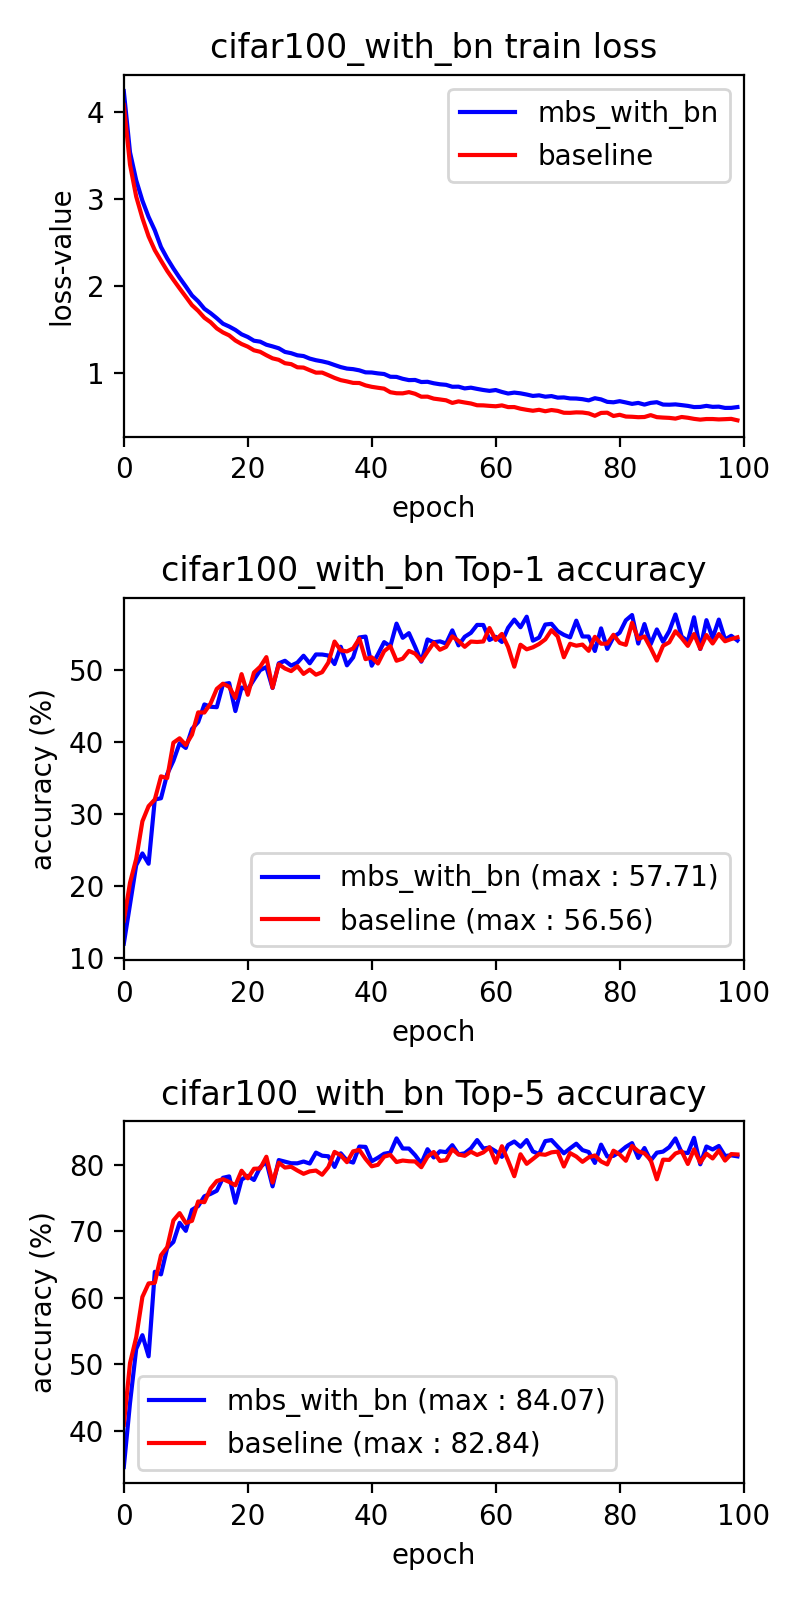 cifar100_with_bn train loss
4
3
2
1
loss-value
mbs_with_bn
baseline
0 20 40 60 80 100
epoch
cifar100_with_bn Top-1 accuracy
50
40
30
20
10
accuracy (%)
mbs_with_bn (max : 57.71)
baseline (max : 56.56)
0 20 40 60 80 100
epoch
cifar100_with_bn Top-5 accuracy
80
70
60
50
40
accuracy (%)
mbs_with_bn (max : 84.07)
baseline (max : 82.84)
0 20 40 60 80 100
epoch